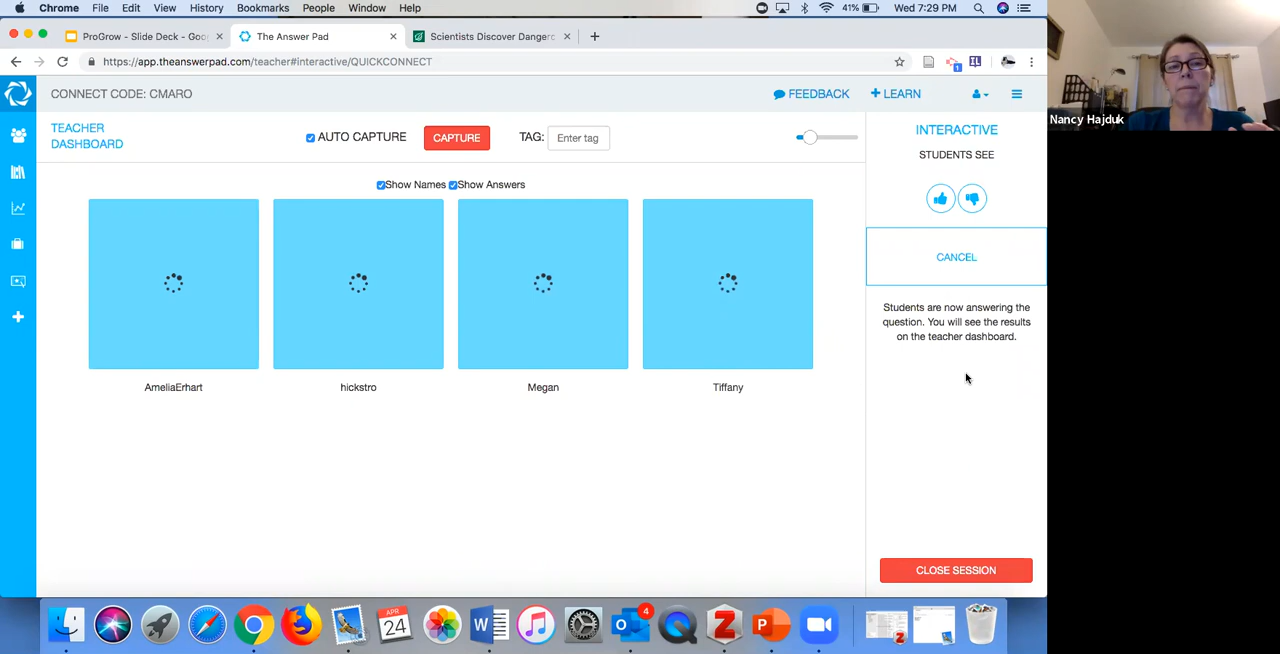 Chrome File Edit View History Bookmarks People Window Help 41% Wed 7:29 PM
ProGrow - Slide Deck - Goo
The Answer Pad
Scientists Discover Dangerc
https://app.theanswerpad.com/teacher#interactive/QUICKCONNECT
1
IL
CONNECT CODE: CMARO
FEEDBACK
+ LEARN
TEACHER
DASHBOARD
AUTO CAPTURE
CAPTURE
TAG:
Enter tag
Show Names
Show Answers
AmeliaErhart
hickstro
Megan
Tiffany
INTERACTIVE
STUDENTS SEE
CANCEL
Students are now answering the
question. You will see the results
on the teacher dashboard.
CLOSE SESSION
Nancy Hajduk
APR
24
W
O
4
Z
P
Z